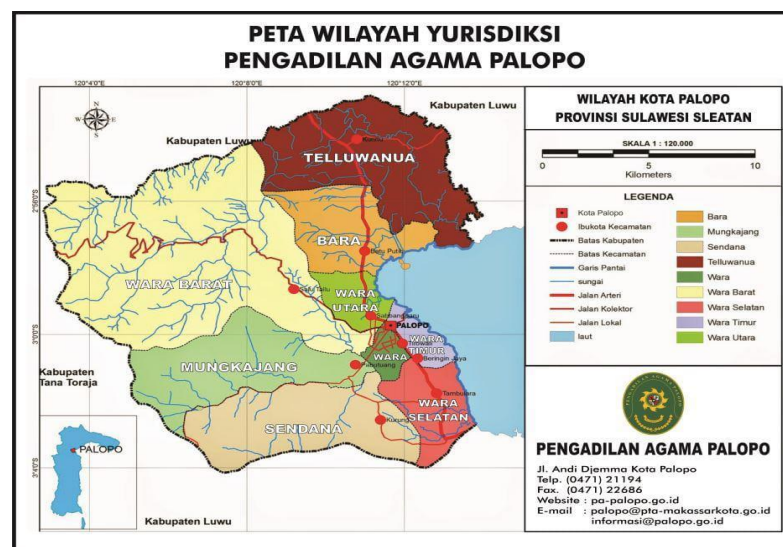 PETA WILAYAH YURISDIKSI
PENGADILAN AGAMA PALOPO
120°4'0"E
120°8'0"E
120°12'0"E
2°56'0"S
3°0'0"S
3°4'0"S
N
W
E
S
Kabupaten Luwu
Kabupaten Luwu
TELLUWANUA
BARA
WARA BARAT
WARA
UTARA
PALOPO
WARA
TIMUR
WARA
Beringin Jaya
MUNGKAJANG
Kabupaten
Tana Toraja
WARA
SELATAN
SENDANA
Kabupaten Luwu
PALOPO
WILAYAH KOTA PALOPO
PROVINSI SULAWESI SLEATAN
SKALA 1 : 120.000
0
5
10
Kilometers
LEGENDA
Kota Palopo
Ibukota Kecamatan
Batas Kabupaten
Batas Kecamatan
Garis Pantai
sungai
Jalan Arteri
Jalan Kolektor
Jalan Lokal
laut
Bara
Mungkajang
Sendana
Telluwanua
Wara
Wara Barat
Wara Selatan
Wara Timur
Wara Utara
PENGADILAN AGAMA PALOPO
Jl. Andi Djemma Kota Palopo
Telp. (0471) 21194
Fax. (0471) 22686
Website : pa-palopo.go.id
E-mail : palopo@pta-makassarkota.go.id
informasi@palopo.go.id